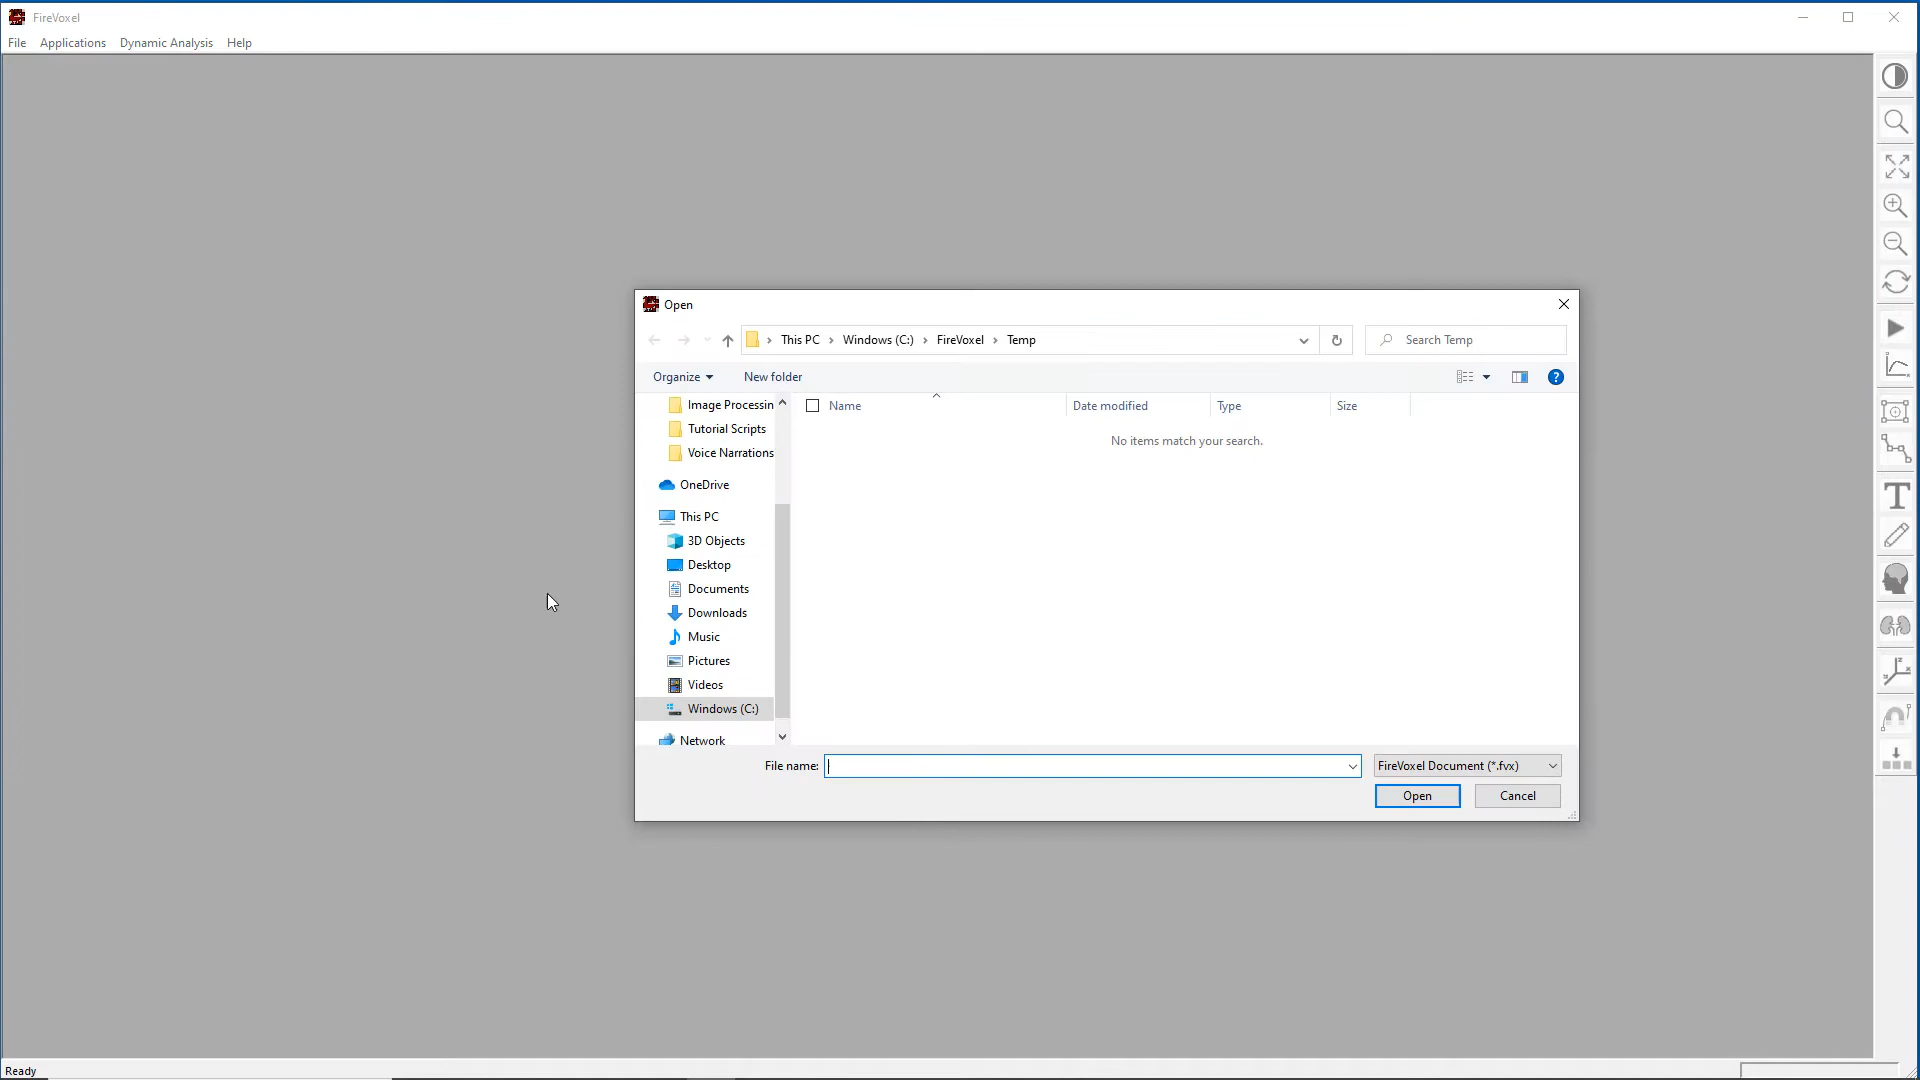 FireVoxel
File Applications Dynamic Analysis Help
Open
This PC Windows (C:) FireVoxel Temp
Search Temp
Organize New folder
Name Date modified Type Size
No items match your search.
Image Processin
Tutorial Scripts
Voice Narrations
OneDrive
This PC
3D Objects
Desktop
Documents
Downloads
Music
Pictures
Videos
Windows (C:)
Network
File name: FireVoxel Document (*.fvx)
Open Cancel
Ready